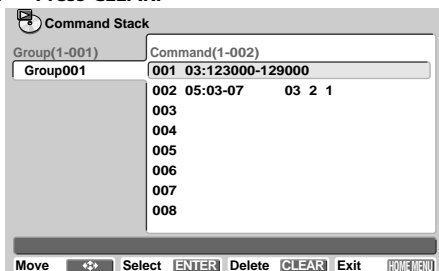 Command Stack
Group(1-001)
Command(1-002)
Group001
001 03:123000-129000
002 05:03-07 03 2 1
003
004
005
006
007
008
Move Select ENTER Delete CLEAR Exit HOME MENU